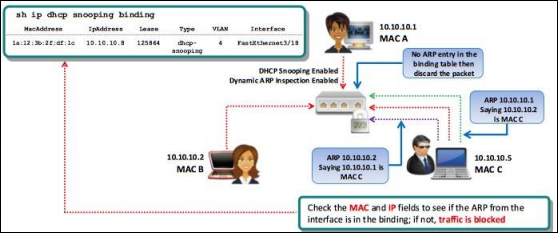 sh ip dhcp snooping binding
MacAddress IpAddress Lease Type VLAN Interface
1a:12:3b:2f:df:1c 10.10.10.8 125864 dhcp-
snooping 4 FastEthernet3/18
10.10.10.1
MAC A
No ARP entry in the
binding table then
discard the packet
DHCP Snooping Enabled
Dynamic ARP Inspection Enabled
ARP 10.10.10.1
Saying 10.10.10.2
is MAC C
10.10.10.2
MAC B
ARP 10.10.10.2
Saying 10.10.10.1 is
MAC C
10.10.10.5
MAC C
Check the MAC and IP fields to see if the ARP from the
interface is in the binding; if not, traffic is blocked